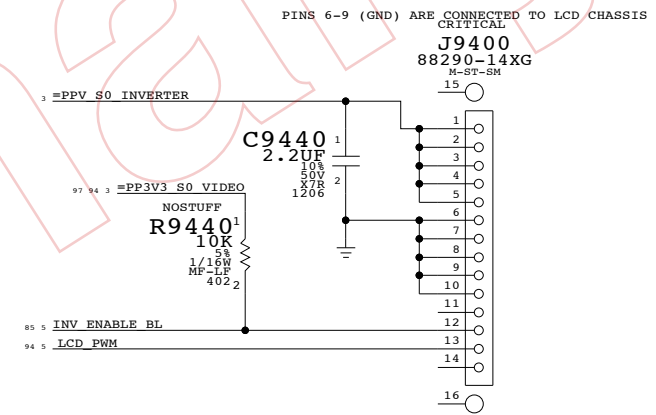 PINS 6-9 (GND) ARE CONNECTED TO LCD CHASSIS
CRITICAL
J9400
88290-14XG
M-ST-SM
15
3 =PPV_S0_INVERTER
1
2
3
4
5
6
7
8
9
10
11
12
13
14
16
C9440 1
2.2UF
10%
50V
X7R 2
1206
97 94 3 =PP3V3_S0_VIDEO
NOSTUFF
R9440 1
10K
5%
1/16W
MF-LF
402 2
85 5 INV_ENABLE_BL
94 5 LCD_PWM